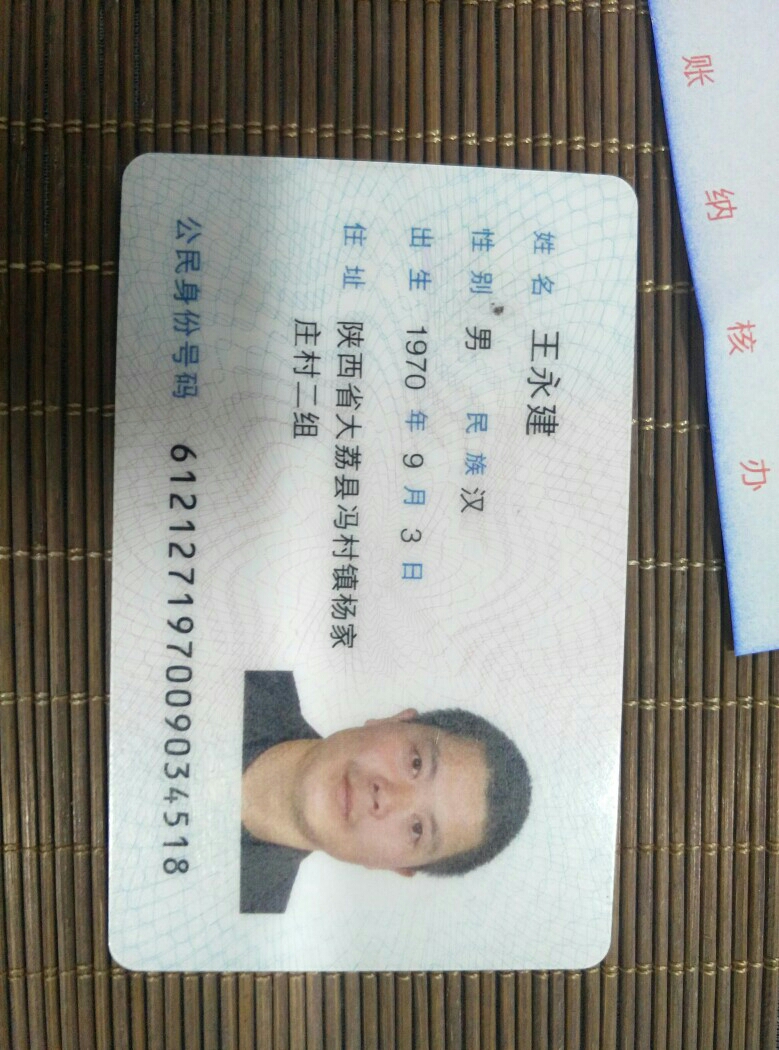 姓名 王永建
性别 男 民族 汉
出生 1970 年 9 月 3 日
住址 陕西省大荔县冯村镇杨家
庄村二组
公民身份号码 612127197009034518
账 纳 核 办